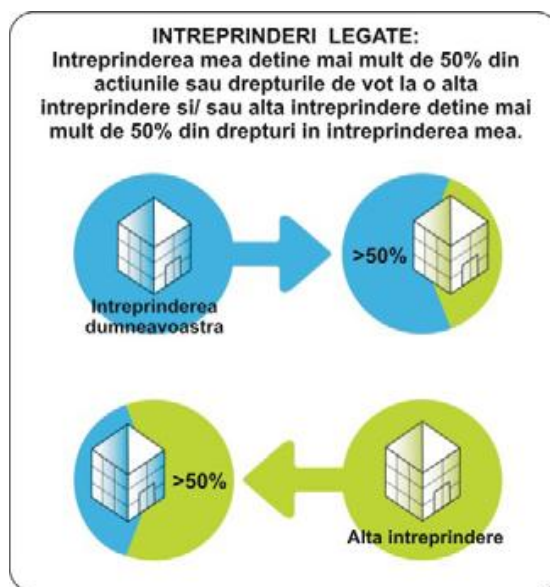 INTREPRINDERI LEGATE:
Intreprinderea mea detine mai mult de 50% din
actiunile sau drepturile de vot la o alta
intreprindere si/ sau alta intreprindere detine mai
mult de 50% din drepturi in intreprinderea mea.
>50%
Intreprinderea
dumneavoastra
>50%
Alta intreprindere